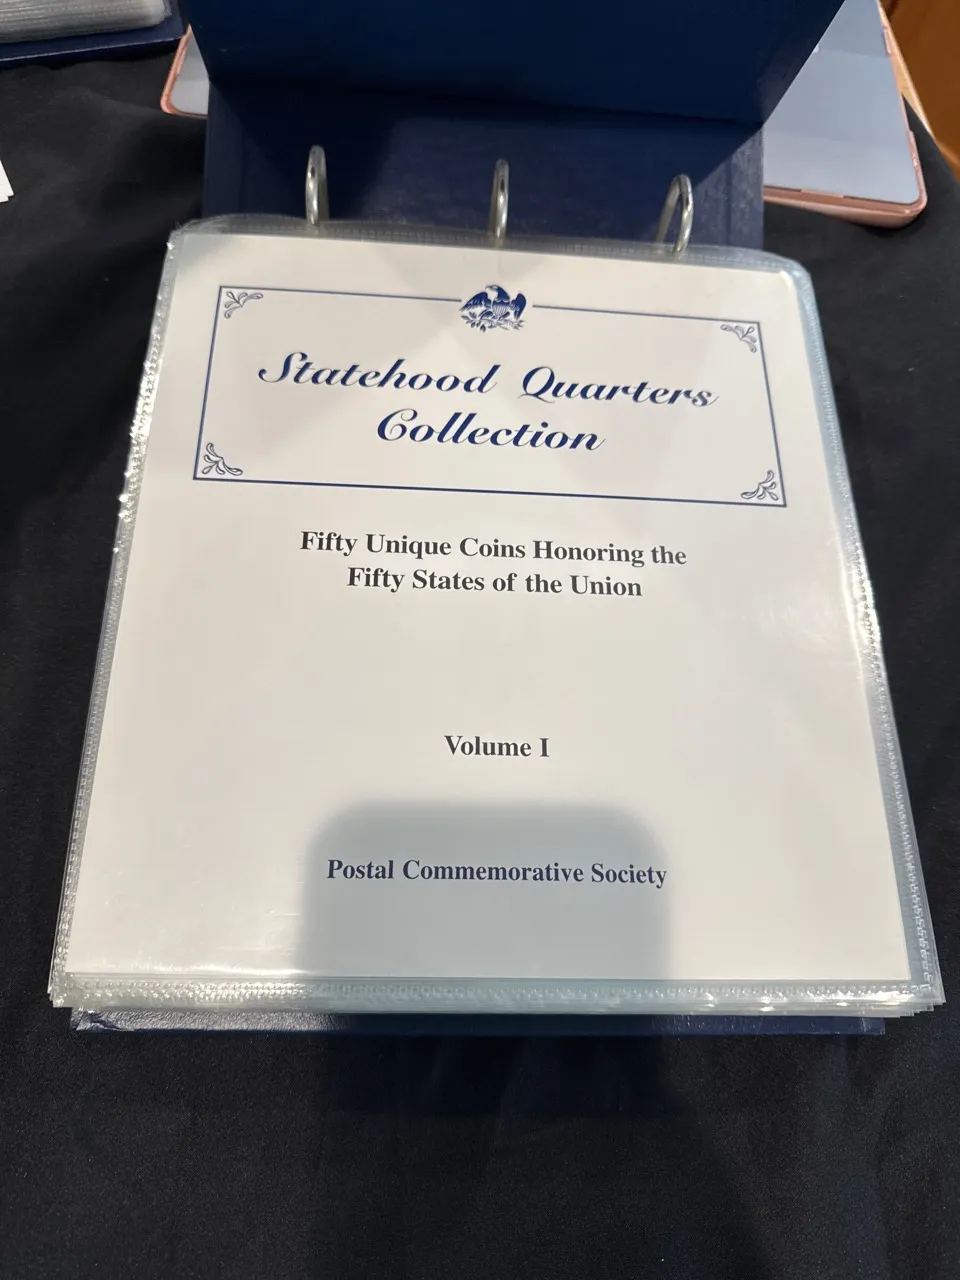 Statehood Quarters
Collection
Fifty Unique Coins Honoring the
Fifty States of the Union
Volume I
Postal Commemorative Society